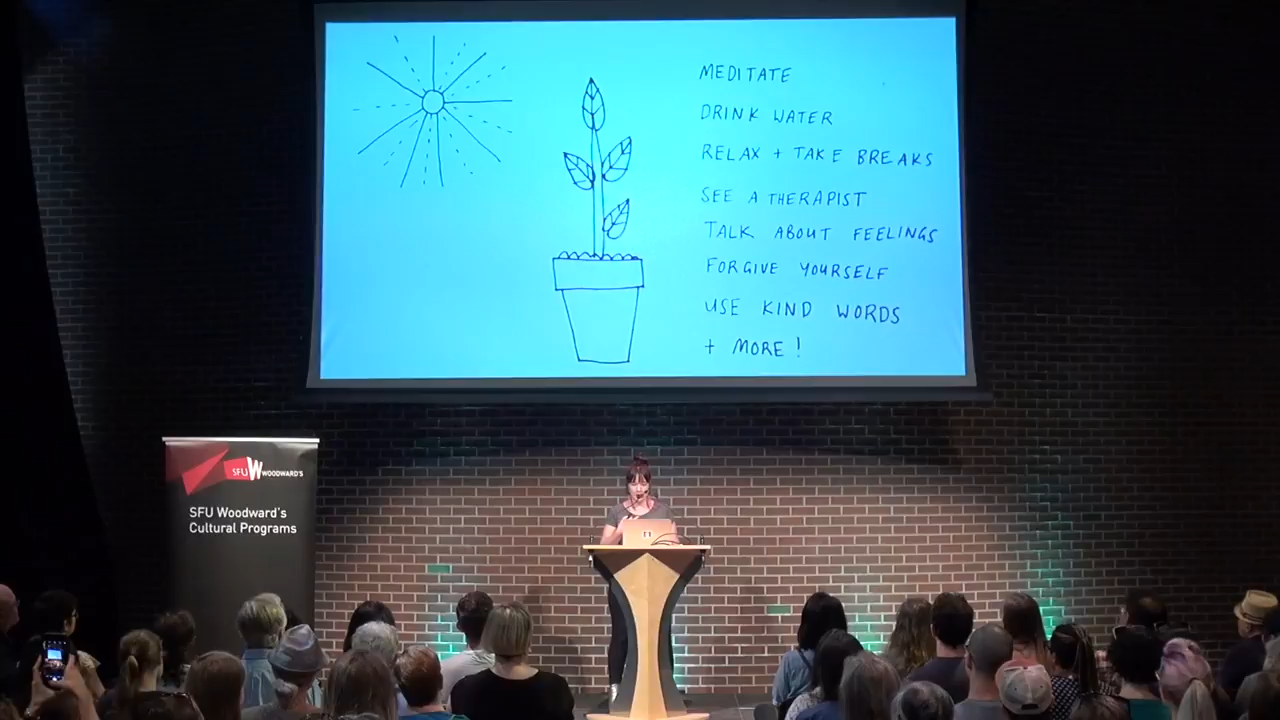 MEDITATE
DRINK WATER
RELAX + TAKE BREAKS
SEE A THERAPIST
TALK ABOUT FEELINGS
FORGIVE YOURSELF
USE KIND WORDS
+ MORE!
SFU W WOODWARD'S
SFU Woodward's
Cultural Programs